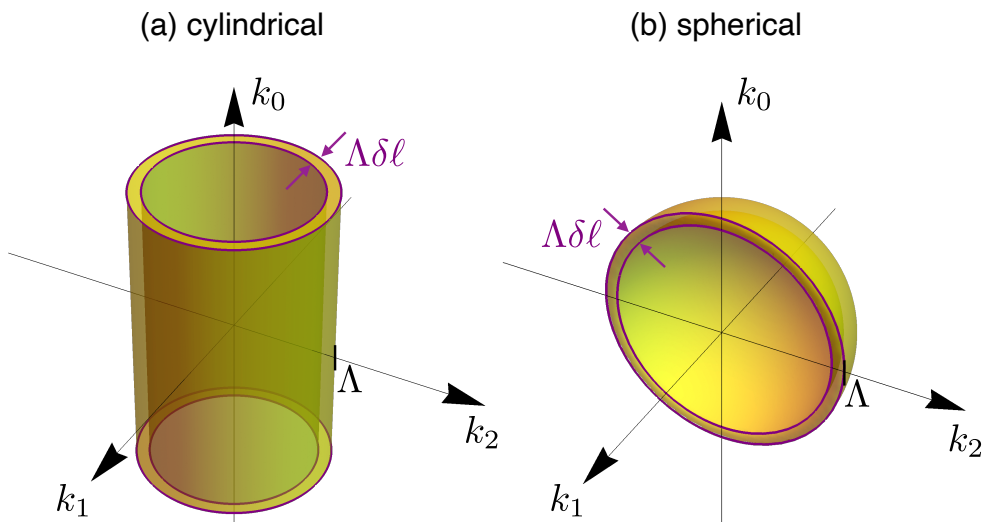 (a) cylindrical
k₀
Λδℓ
Λ
k₂
k₁
(b) spherical
k₀
Λδℓ
Λ
k₂
k₁